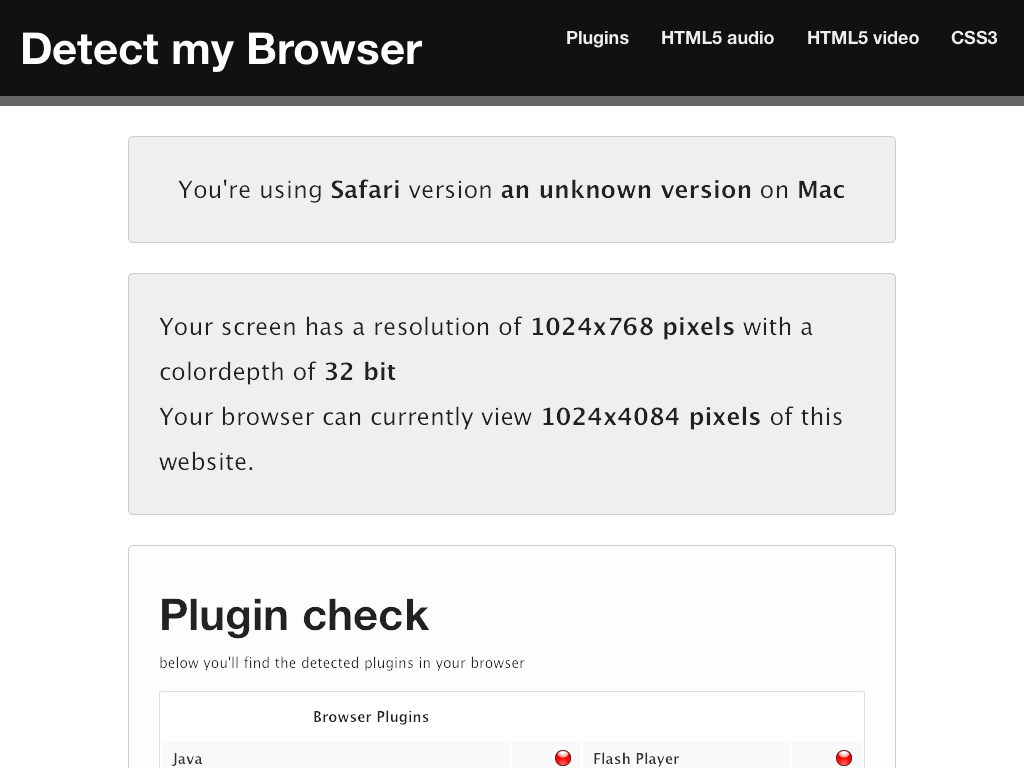 Detect my Browser
Plugins HTML5 audio HTML5 video CSS3
You're using Safari version an unknown version on Mac
Your screen has a resolution of 1024x768 pixels with a
colordepth of 32 bit
Your browser can currently view 1024x4084 pixels of this
website.
Plugin check
below you'll find the detected plugins in your browser
Browser Plugins
Java Flash Player